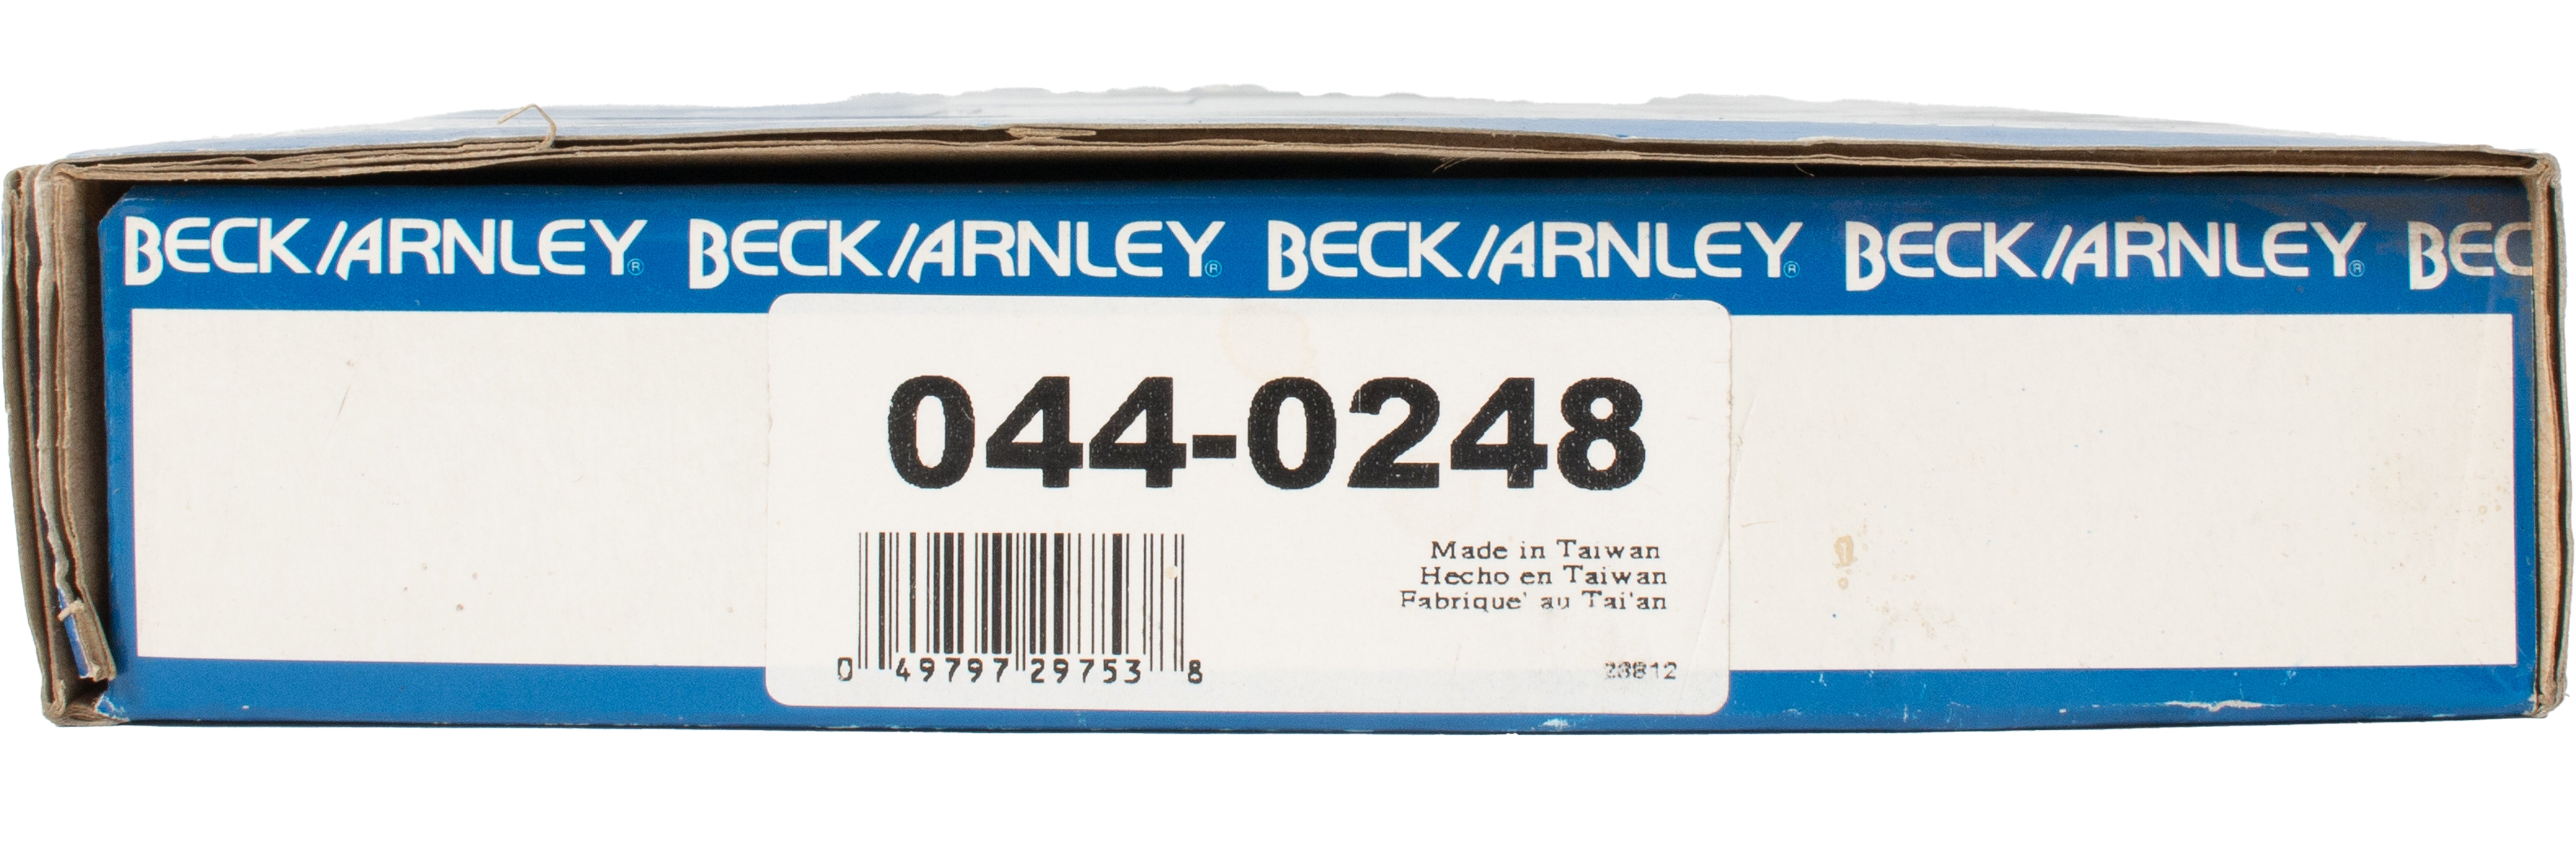 BECK/ARNLEY® BECK/ARNLEY® BECK/ARNLEY® BECK/ARNLEY® BEC
044-0248
Made in Taiwan
Hecho en Taiwan
Fabrique' au Tai'an
0 49797 29753 8